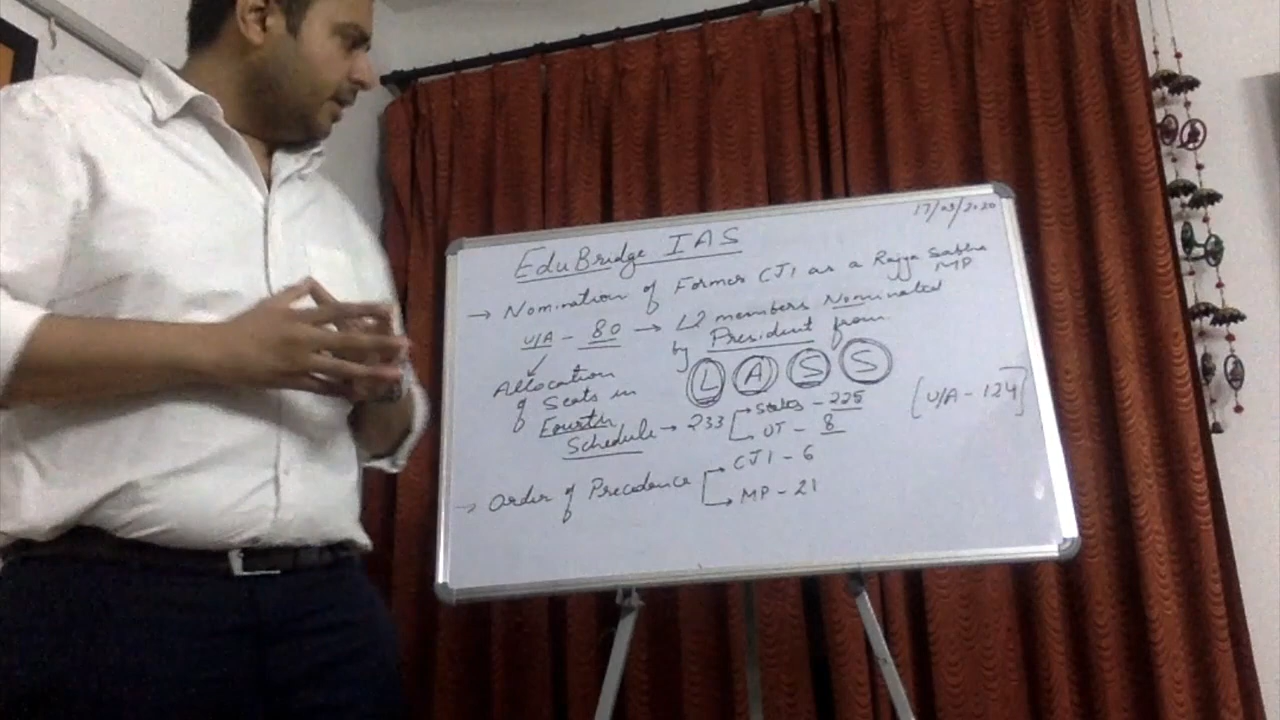 17/03/2020
EduBridge IAS
→ Nomination of Former CJI as a Rajya Sabha MP
U/A - 80 → 12 members Nominated
by President from
L A S S
Allocation
of Seats in
Fourth
Schedule → 233
States - 225
UT - 8
[U/A - 124]
→ Order of Precedence
CJI - 6
MP - 21